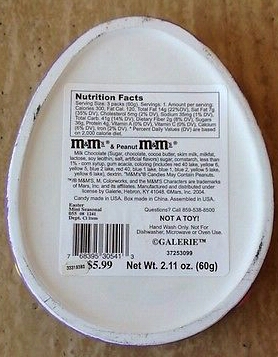 Nutrition Facts
Serving Size: 3 packs (60g), Servings: 1. Amount per serving:
Calories 300, Fat Cal. 120, Total Fat 14g (22%DV), Sat Fat 7g
(35% DV), Cholesterol 5mg (2% DV), Sodium 35mg (1% DV),
Total Carb. 41g (14% DV), Dietary Fiber 2g (8% DV), Sugars
36g, Protein 4g, Vitamin A (0% DV), Vitamin C (0% DV), Calcium
(6% DV), Iron (2% DV). * Percent Daily Values (DV) are based
on 2,000 calorie diet.
m&m's® & Peanut m&m's®
Milk Chocolate (Sugar, chocolate, cocoa butter, skim milk, milkfat,
lactose, soy lecithin, salt, artificial flavors) sugar, cornstarch, less than
1% - corn syrup, gum acacia, coloring (includes red 40 lake, yellow 6,
yellow 5, blue 2 lake, red 40, blue 1 lake, blue 1, blue 2, yellow 5 lake,
yellow 6 lake), dextrin.
®/™ M&M'S, M, Colorworks, and the M&M'S Characters are trademarks
of Mars, Inc. and its affiliates. Manufactured and distributed under
license by Galerie, Hebron, KY 41048. ©Mars, Inc. 2004.
Candy made in USA. Box made in China. Assembled in USA.
Easter
Mini Seasonal
Dept. Cl Item
Questions? Call 859-538-8500
NOT A TOY!
Hand Wash Only. Not For
Dishwasher, Microwave or Oven Use.
©GALERIE™
37253099
7 68395 30541 3
$5.99
Net Wt. 2.11 oz. (60g)